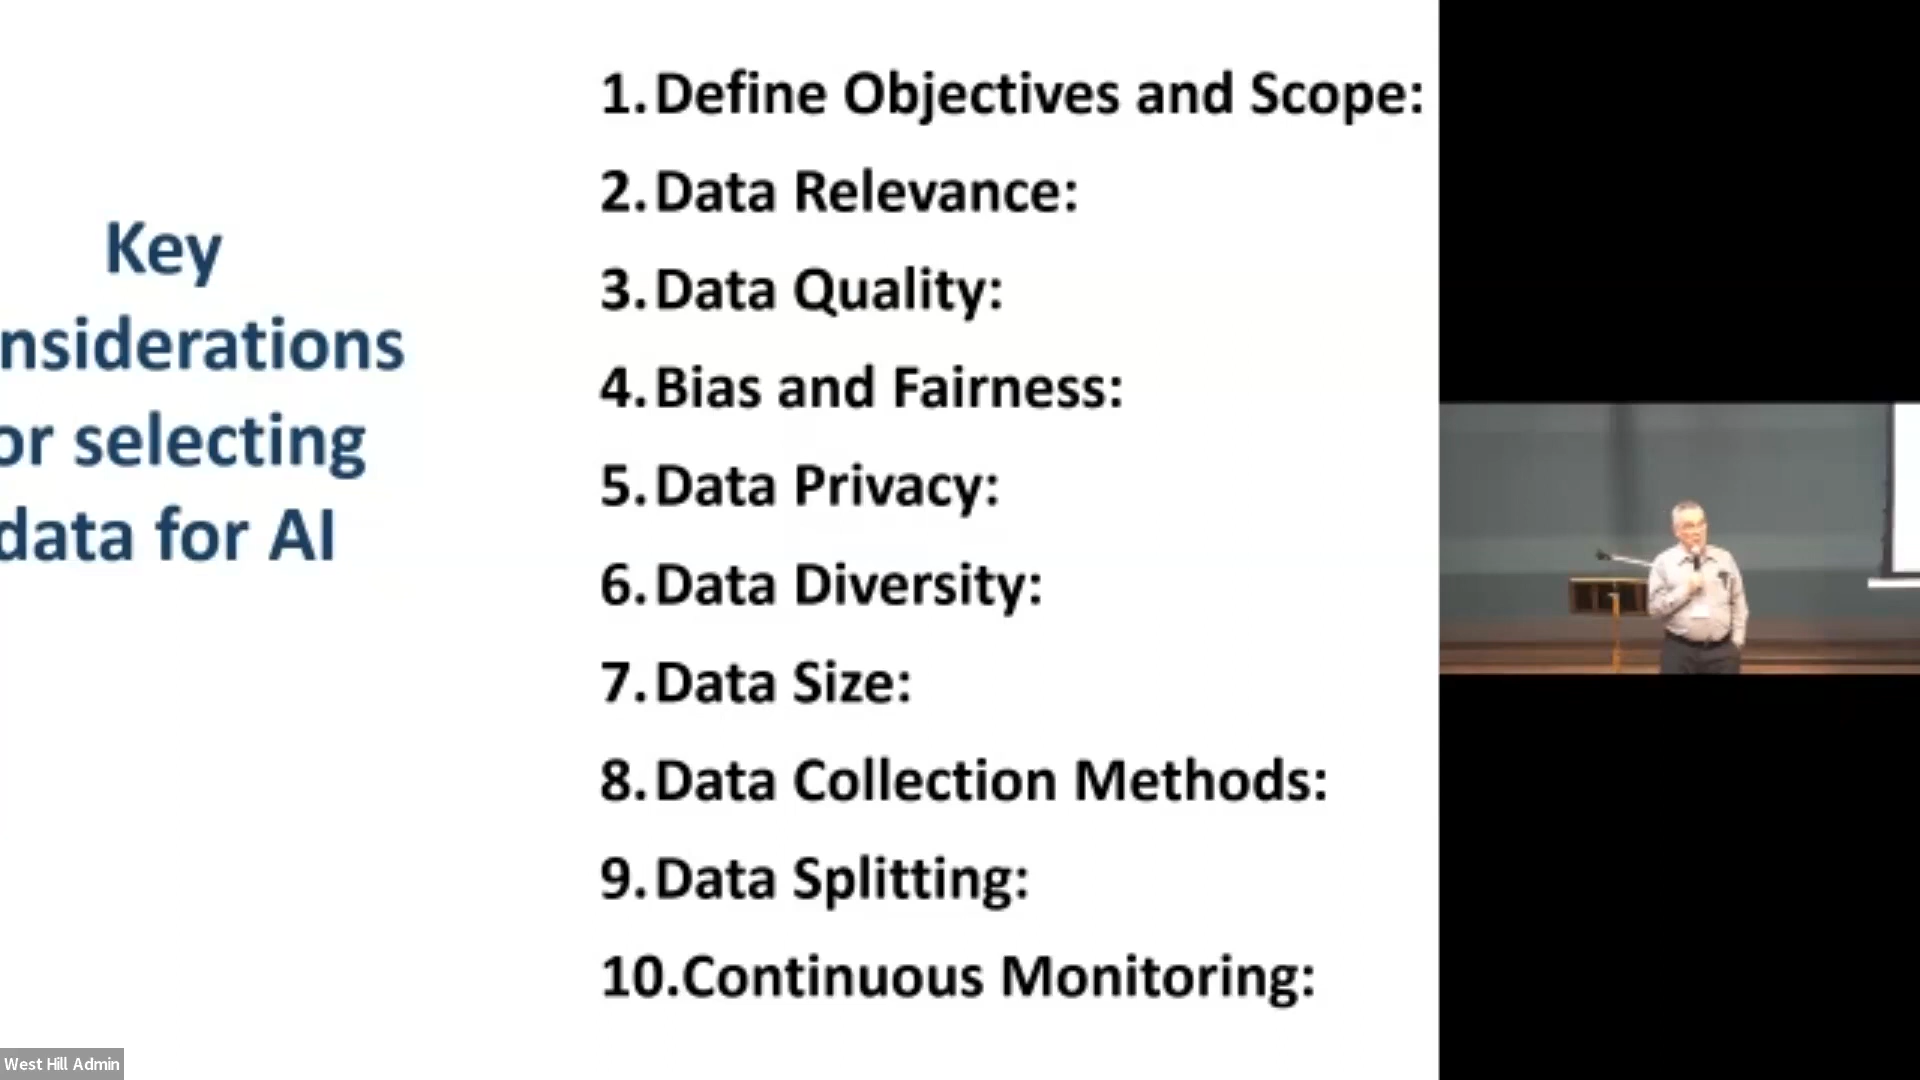 Key
nsiderations
or selecting
data for AI
1. Define Objectives and Scope:
2. Data Relevance:
3. Data Quality:
4. Bias and Fairness:
5. Data Privacy:
6. Data Diversity:
7. Data Size:
8. Data Collection Methods:
9. Data Splitting:
10. Continuous Monitoring:
West Hill Admin